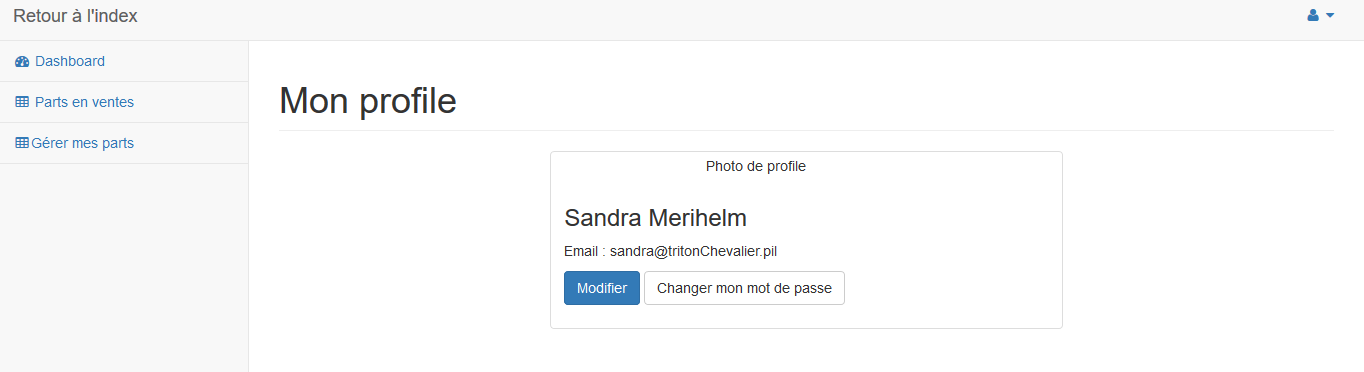 Retour à l'index
Dashboard
Parts en ventes
Gérer mes parts
Mon profile
Photo de profile
Sandra Merihelm
Email : sandra@tritonChevalier.pil
Modifier Changer mon mot de passe